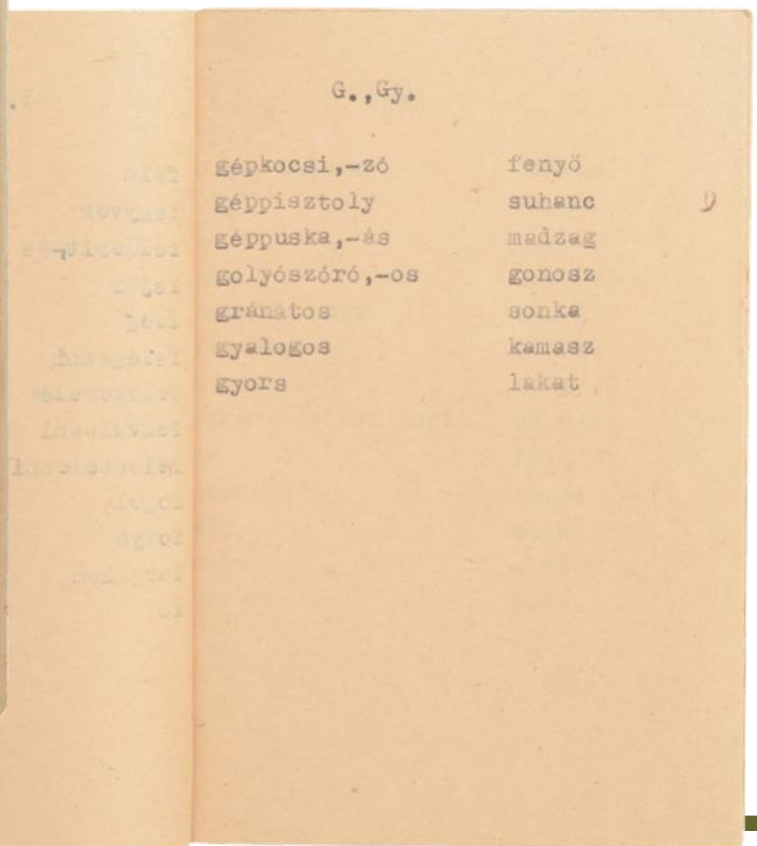 G.,Gy.
gépkocsi,-zó fenyő
géppisztoly suhanc
géppuska,-ás madzag
golyószóró,-os gonosz
gránátos sonka
gyalogos kamasz
gyors lakat